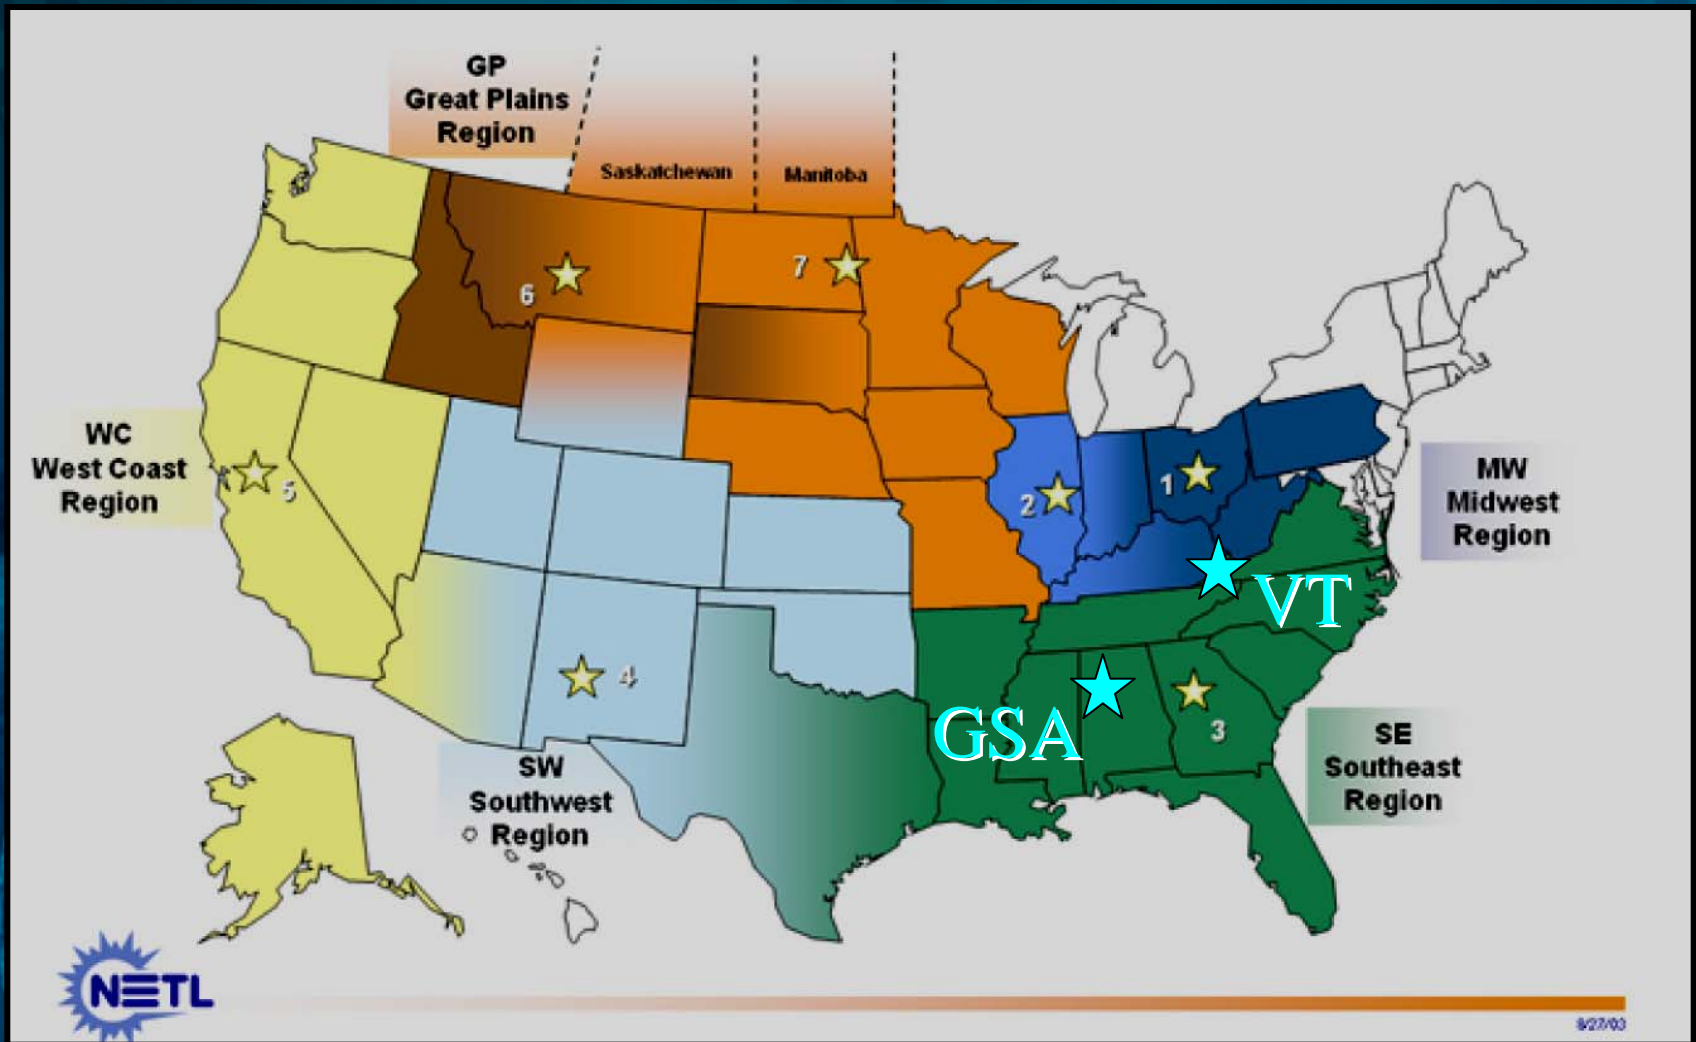 GP
Great Plains
Region
Saskatchewan
Manitoba
6
7
WC
West Coast
Region
5
2
1
MW
Midwest
Region
VT
4
GSA
3
SE
Southeast
Region
SW
Southwest
Region
NETL
8/27/03